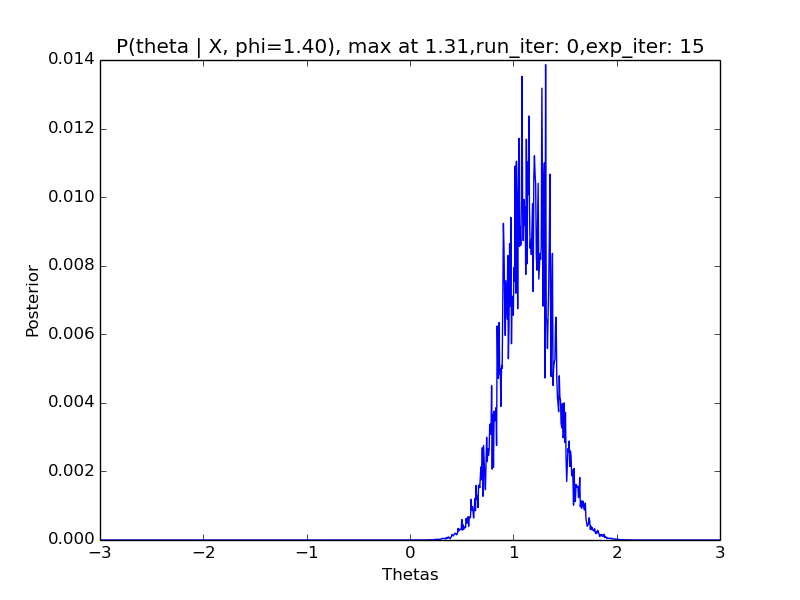 P(theta | X, phi=1.40), max at 1.31,run_iter: 0,exp_iter: 15
0.014
0.012
0.010
0.008
0.006
0.004
0.002
0.000
Posterior
−3 −2 −1 0 1 2 3
Thetas